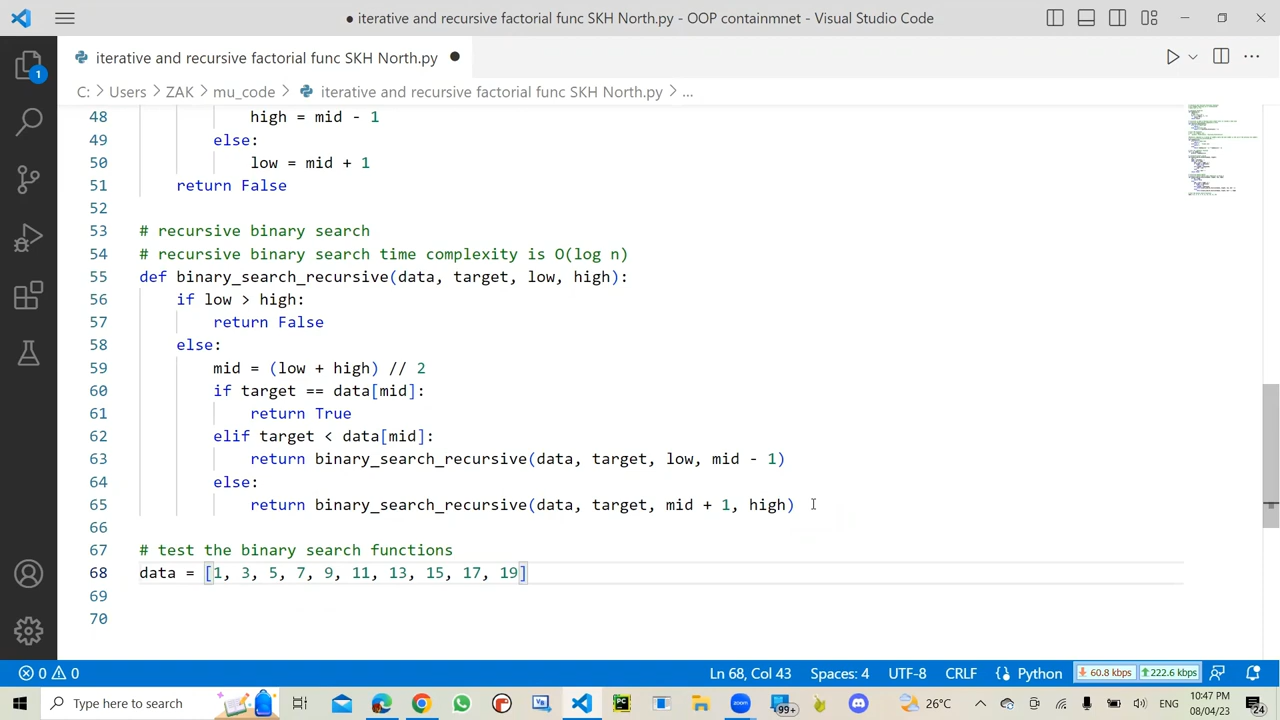 ● iterative and recursive factorial func SKH North.py - OOP containmnet - Visual Studio Code
iterative and recursive factorial func SKH North.py ●
C: > Users > ZAK > mu_code > iterative and recursive factorial func SKH North.py > ...
1
48 high = mid - 1
49 else:
50 low = mid + 1
51 return False
52
53 # recursive binary search
54 # recursive binary search time complexity is O(log n)
55 def binary_search_recursive(data, target, low, high):
56 if low > high:
57 return False
58 else:
59 mid = (low + high) // 2
60 if target == data[mid]:
61 return True
62 elif target < data[mid]:
63 return binary_search_recursive(data, target, low, mid - 1)
64 else:
65 return binary_search_recursive(data, target, mid + 1, high)
66
67 # test the binary search functions
68 data = [1, 3, 5, 7, 9, 11, 13, 15, 17, 19]
69
70
0 0 Ln 68, Col 43 Spaces: 4 UTF-8 CRLF {} Python 60.8 kbps 222.6 kbps
Type here to search PC zoom 99+ 26°C ENG 10:47 PM 08/04/23 24